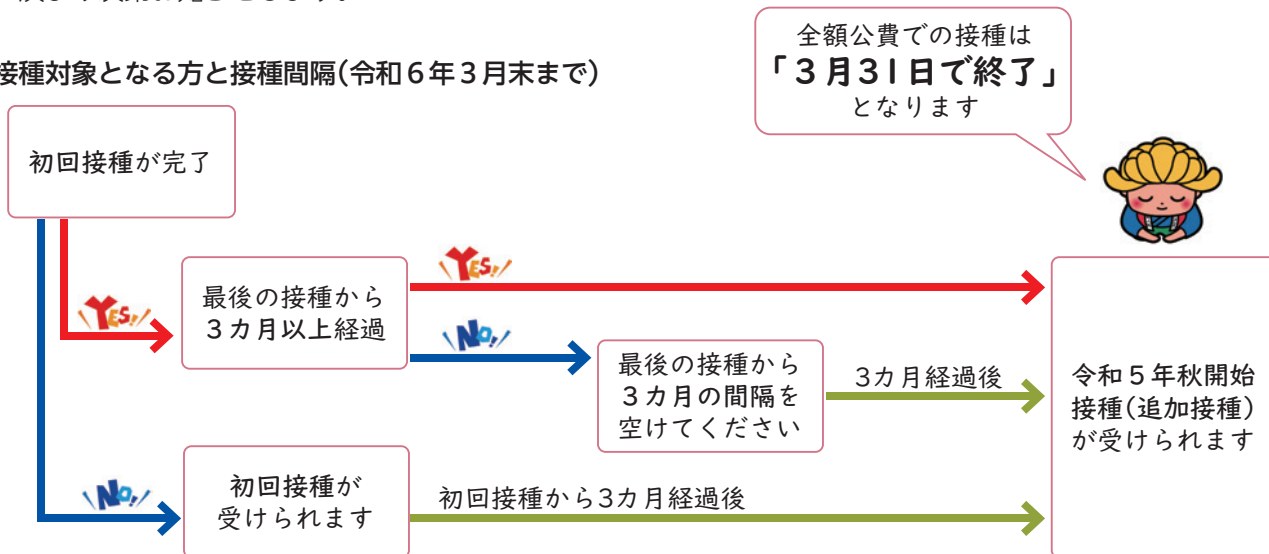 全額公費での接種は
「３月３１日で終了」
となります
接種対象となる方と接種間隔(令和６年３月末まで)
初回接種が完了
YES!
最後の接種から
３カ月以上経過
YES!
NO!
最後の接種から
３カ月の間隔を
空けてください
3カ月経過後
令和５年秋開始
接種(追加接種)
が受けられます
NO!
初回接種が
受けられます
初回接種から3カ月経過後